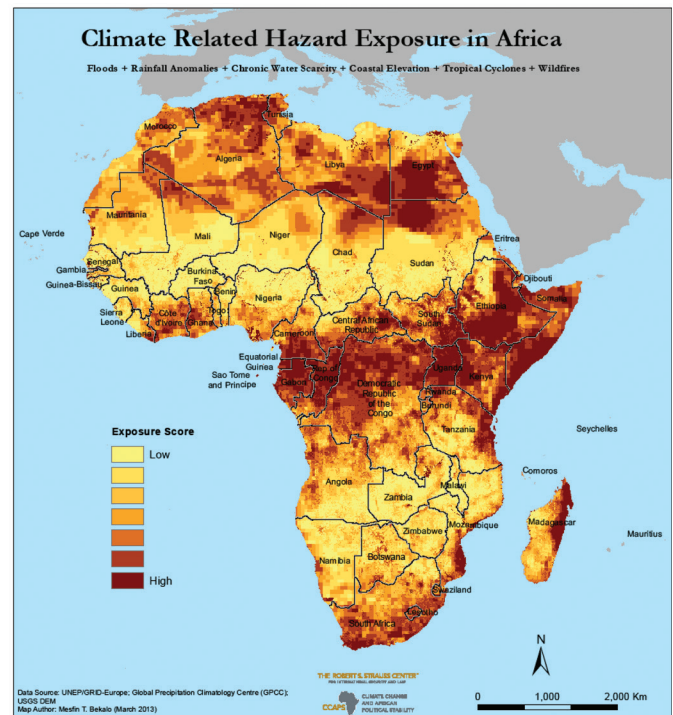 Climate Related Hazard Exposure in Africa
Floods + Rainfall Anomalies + Chronic Water Scarcity + Coastal Elevation + Tropical Cyclones + Wildfires
Tunisia
Morocco
Algeria
Libya
Egypt
Mauritania
Cape Verde
Mali
Niger
Chad
Sudan
Eritrea
Senegal
Gambia
Guinea-Bissau
Guinea
Burkina
Faso
Benin
Nigeria
Djibouti
Somalia
Ethiopia
Sierra
Leone
Côte
d'Ivoire
Ghana
Togo
Liberia
Central African
Republic
South
Sudan
Cameroon
Equatorial
Guinea
Sao Tome
and Principe
Gabon
Rep of
Congo
Democratic
Republic
of the
Congo
Uganda
Kenya
Rwanda
Burundi
Tanzania
Seychelles
Comoros
Angola
Zambia
Malawi
Mozambique
Madagascar
Mauritius
Zimbabwe
Namibia
Botswana
Swaziland
Lesotho
South Africa
Exposure Score
Low
High
N
0 1,000 2,000 Km
THE ROBERT S. STRAUSS CENTER
FOR INTERNATIONAL SECURITY AND LAW
CCAPS
CLIMATE CHANGE
AND AFRICAN
POLITICAL STABILITY
Data Source: UNEP/GRID-Europe; Global Precipitation Climatology Centre (GPCC);
USGS DEM
Map Author: Mesfin T. Bekalo (March 2013)